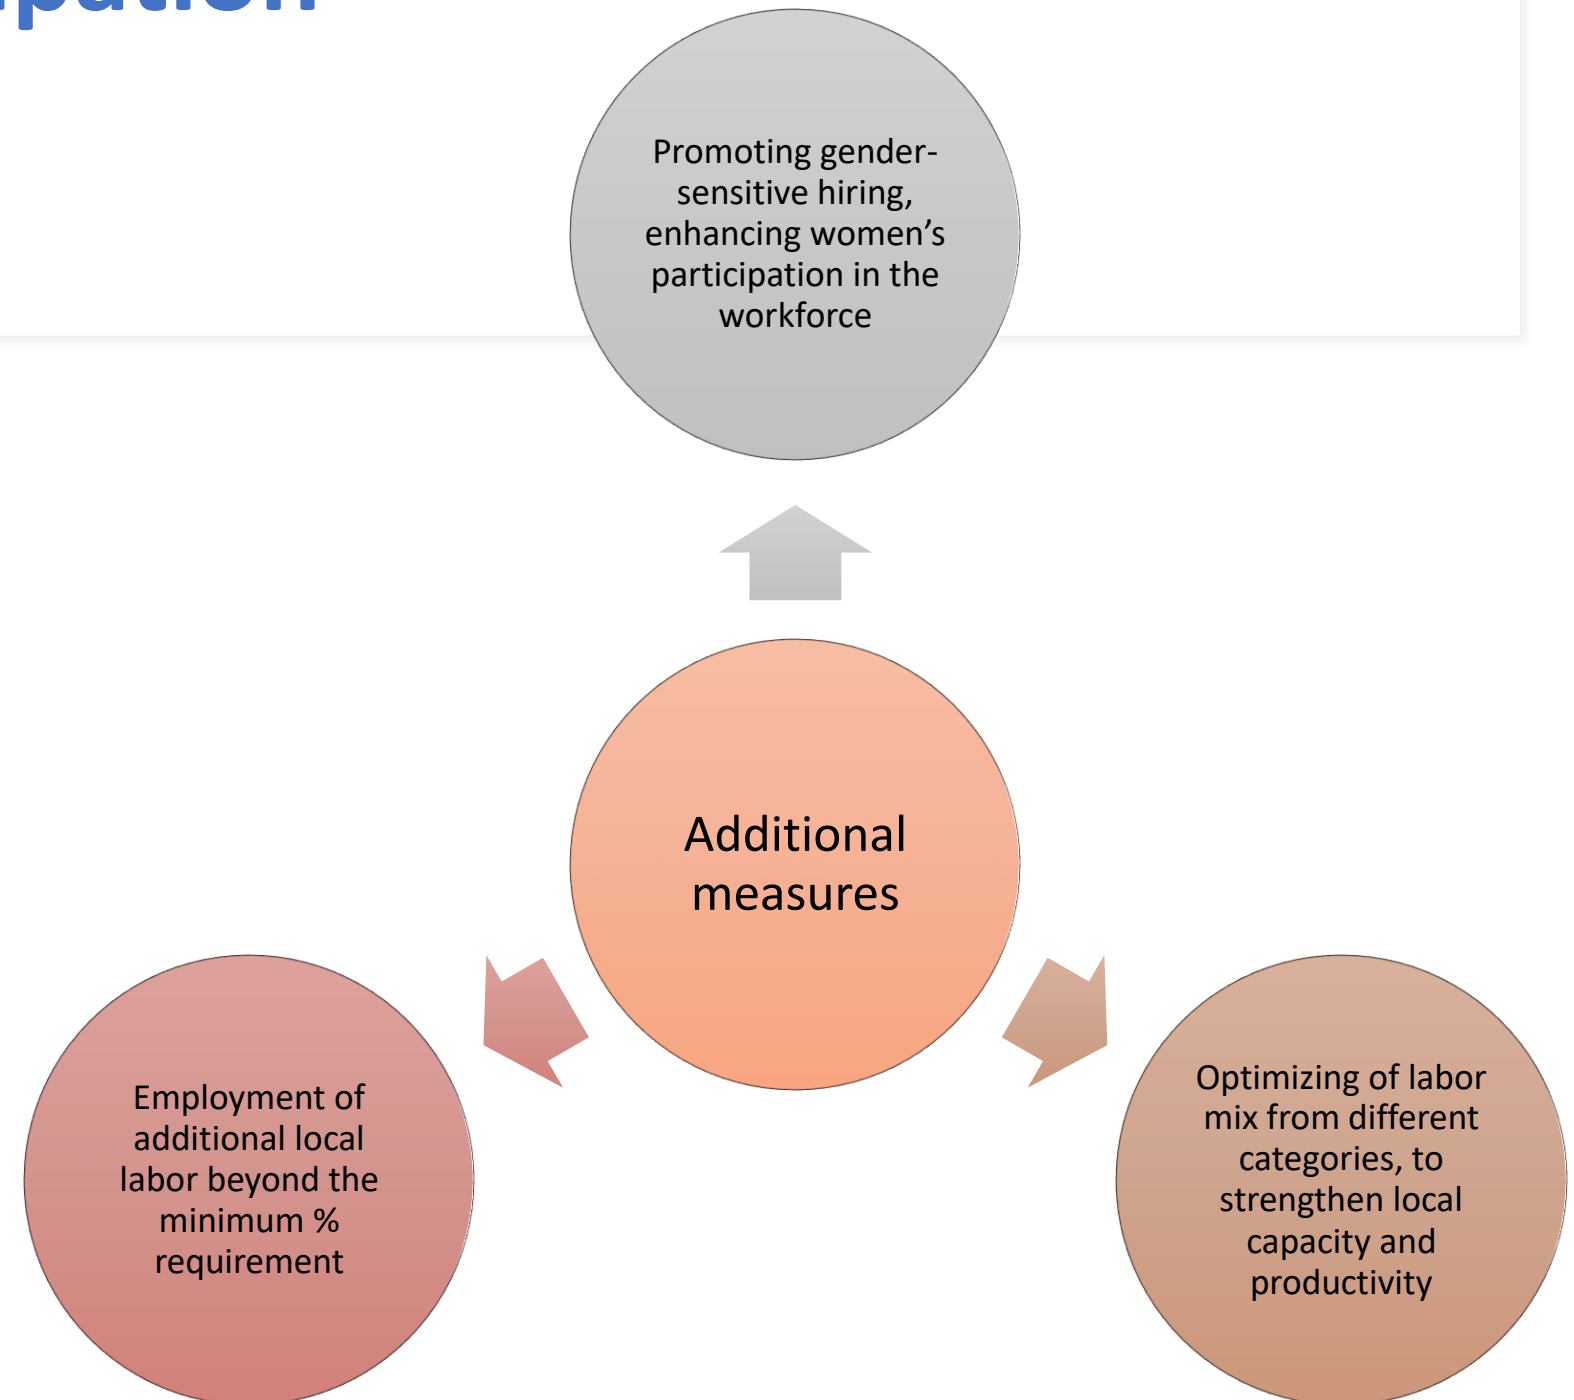 Promoting gender-
sensitive hiring,
enhancing women’s
participation in the
workforce
Additional
measures
Employment of
additional local
labor beyond the
minimum %
requirement
Optimizing of labor
mix from different
categories, to
strengthen local
capacity and
productivity